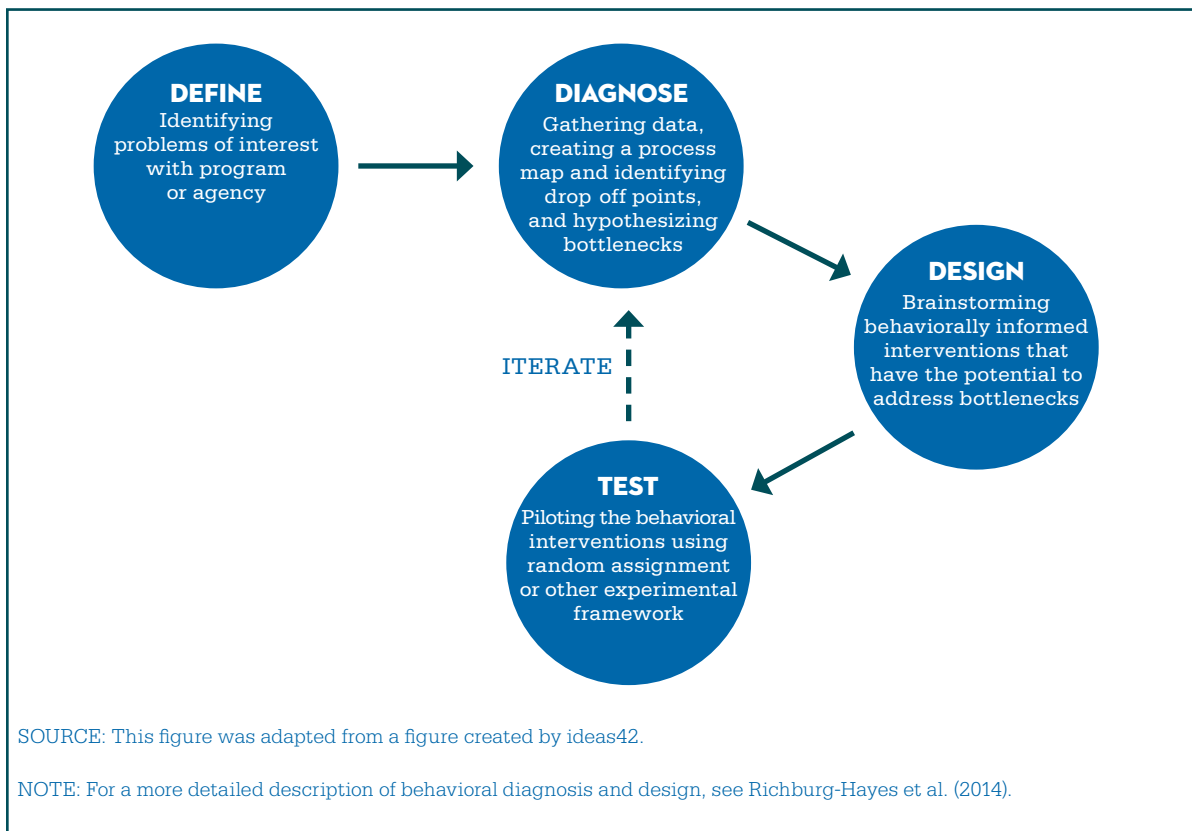 DEFINE
Identifying
problems of interest
with program
or agency
DIAGNOSE
Gathering data,
creating a process
map and identifying
drop off points,
and hypothesizing
bottlenecks
DESIGN
Brainstorming
behaviorally informed
interventions that
have the potential to
address bottlenecks
ITERATE
TEST
Piloting the behavioral
interventions using
random assignment
or other experimental
framework
SOURCE: This figure was adapted from a figure created by ideas42.
NOTE: For a more detailed description of behavioral diagnosis and design, see Richburg-Hayes et al. (2014).